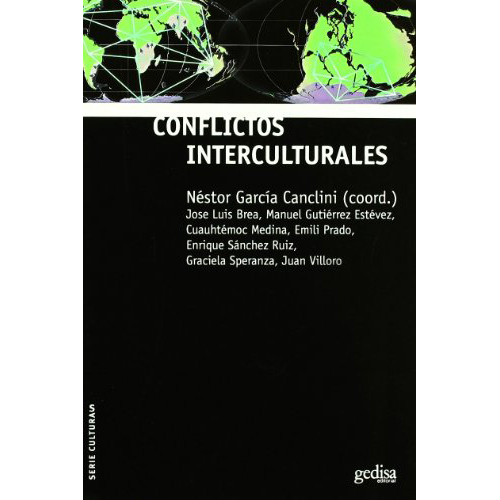 CONFLICTOS
INTERCULTURALES
Néstor García Canclini (coord.)
Jose Luis Brea, Manuel Gutiérrez Estévez,
Cuauhtémoc Medina, Emili Prado,
Enrique Sánchez Ruiz,
Graciela Speranza, Juan Villoro
SERIE CULTURAS
gedisa
editorial